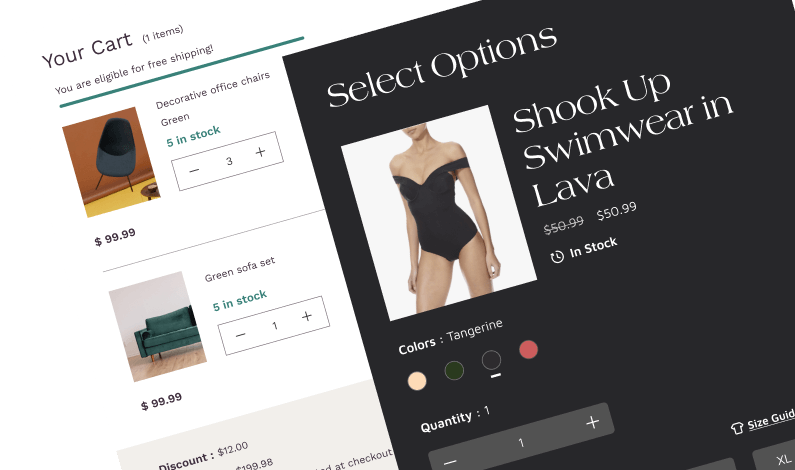 Your Cart (1 items)
You are eligible for free shipping!
Decorative office chairs
Green
5 in stock
− 3 +
$ 99.99
Green sofa set
5 in stock
− 1 +
$ 99.99
Discount : $12.00
$199.98
at checkout
Select Options
Shook Up
Swimwear in
Lava
$50.99 $50.99
In Stock
Colors : Tangerine
Quantity : 1
− 1 +
Size Guid
XL